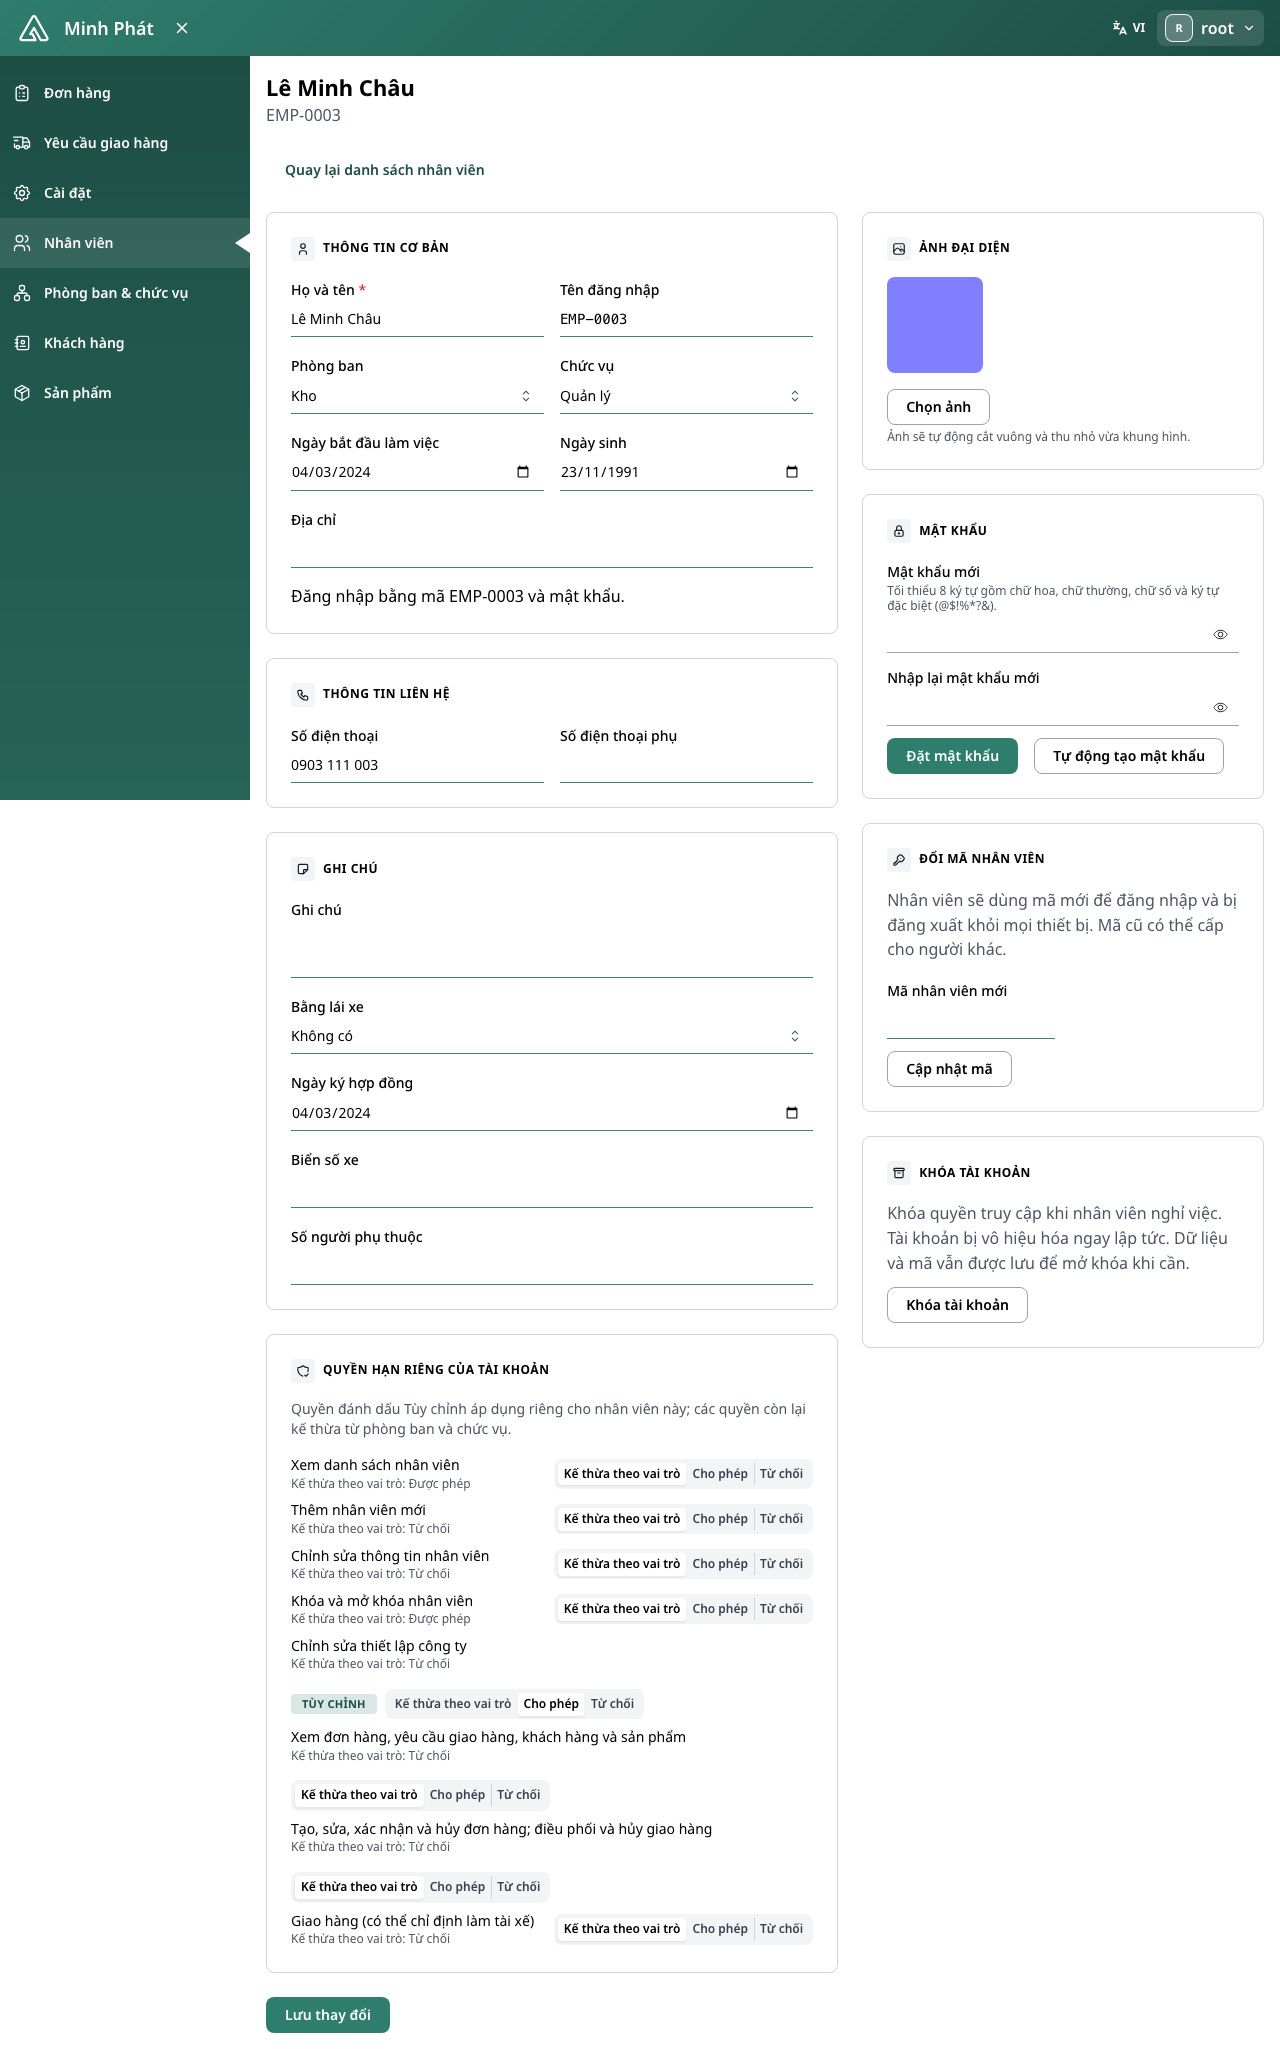 Minh Phát
VI
R
root
Đơn hàng
Yêu cầu giao hàng
Cài đặt
Nhân viên
Phòng ban & chức vụ
Khách hàng
Sản phẩm
Lê Minh Châu
EMP-0003
Quay lại danh sách nhân viên
THÔNG TIN CƠ BẢN
Họ và tên *
Tên đăng nhập
Lê Minh Châu
EMP-0003
Phòng ban
Chức vụ
Kho
Quản lý
Ngày bắt đầu làm việc
Ngày sinh
04/03/2024
23/11/1991
Địa chỉ
Đăng nhập bằng mã EMP-0003 và mật khẩu.
THÔNG TIN LIÊN HỆ
Số điện thoại
Số điện thoại phụ
0903 111 003
GHI CHÚ
Ghi chú
Bằng lái xe
Không có
Ngày ký hợp đồng
04/03/2024
Biển số xe
Số người phụ thuộc
QUYỀN HẠN RIÊNG CỦA TÀI KHOẢN
Quyền đánh dấu Tùy chỉnh áp dụng riêng cho nhân viên này; các quyền còn lại
kế thừa từ phòng ban và chức vụ.
Xem danh sách nhân viên
Kế thừa theo vai trò: Được phép
Kế thừa theo vai trò Cho phép Từ chối
Thêm nhân viên mới
Kế thừa theo vai trò: Từ chối
Kế thừa theo vai trò Cho phép Từ chối
Chỉnh sửa thông tin nhân viên
Kế thừa theo vai trò: Từ chối
Kế thừa theo vai trò Cho phép Từ chối
Khóa và mở khóa nhân viên
Kế thừa theo vai trò: Được phép
Kế thừa theo vai trò Cho phép Từ chối
Chỉnh sửa thiết lập công ty
Kế thừa theo vai trò: Từ chối
TÙY CHỈNH Kế thừa theo vai trò Cho phép Từ chối
Xem đơn hàng, yêu cầu giao hàng, khách hàng và sản phẩm
Kế thừa theo vai trò: Từ chối
Kế thừa theo vai trò Cho phép Từ chối
Tạo, sửa, xác nhận và hủy đơn hàng; điều phối và hủy giao hàng
Kế thừa theo vai trò: Từ chối
Kế thừa theo vai trò Cho phép Từ chối
Giao hàng (có thể chỉ định làm tài xế)
Kế thừa theo vai trò: Từ chối
Kế thừa theo vai trò Cho phép Từ chối
Lưu thay đổi
ẢNH ĐẠI DIỆN
Chọn ảnh
Ảnh sẽ tự động cắt vuông và thu nhỏ vừa khung hình.
MẬT KHẨU
Mật khẩu mới
Tối thiểu 8 ký tự gồm chữ hoa, chữ thường, chữ số và ký tự
đặc biệt (@$!%*?&).
Nhập lại mật khẩu mới
Đặt mật khẩu
Tự động tạo mật khẩu
ĐỔI MÃ NHÂN VIÊN
Nhân viên sẽ dùng mã mới để đăng nhập và bị
đăng xuất khỏi mọi thiết bị. Mã cũ có thể cấp
cho người khác.
Mã nhân viên mới
Cập nhật mã
KHÓA TÀI KHOẢN
Khóa quyền truy cập khi nhân viên nghỉ việc.
Tài khoản bị vô hiệu hóa ngay lập tức. Dữ liệu
và mã vẫn được lưu để mở khóa khi cần.
Khóa tài khoản